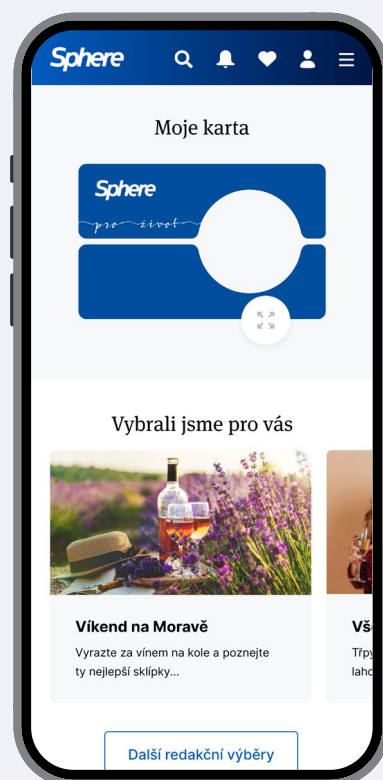 Sphere
Moje karta
Sphere
pro život
Vybrali jsme pro vás
Víkend na Moravě
Vyrazte za vínem na kole a poznejte
ty nejlepší sklípky...
Další redakční výběry